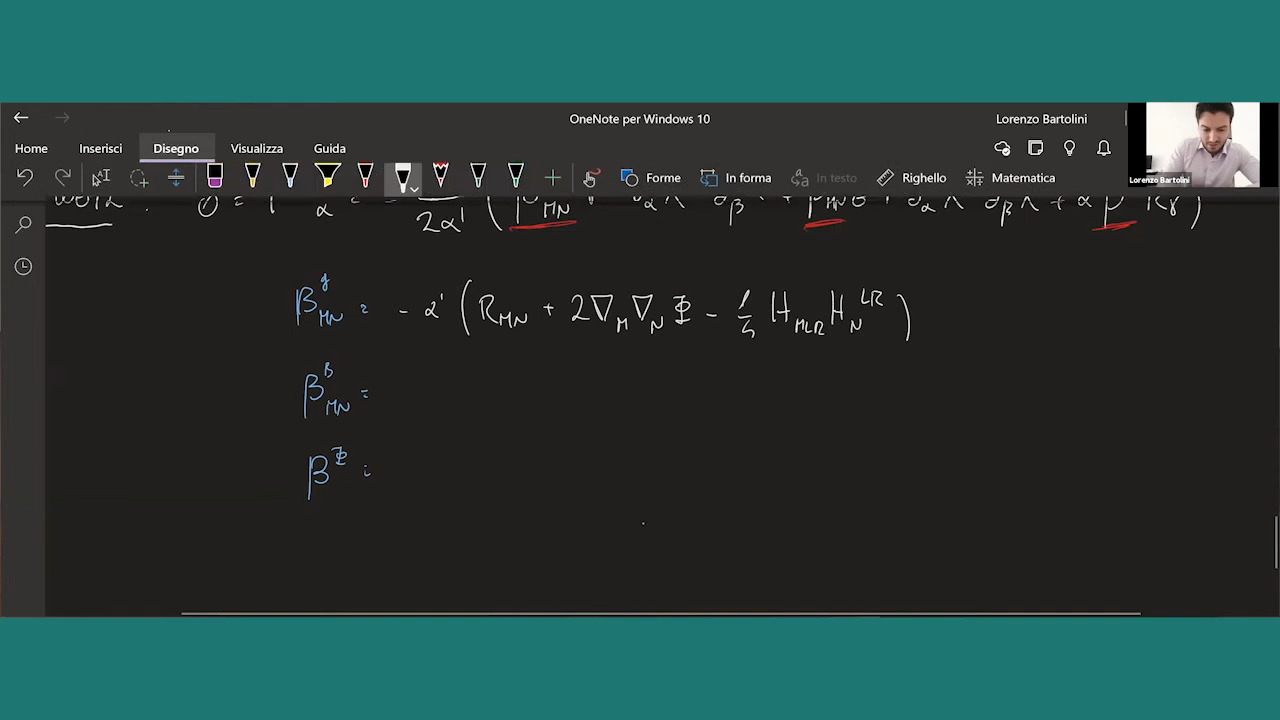 OneNote per Windows 10
Lorenzo Bartolini
Home Inserisci Disegno Visualizza Guida
Forme In forma In testo Righello Matematica
Lorenzo Bartolini
2α'
β^g_MN = - α' ( R_MN + 2∇_M ∇_N Φ - 1/4 H_MLR H_N^LR )
β^B_MN =
β^Φ =